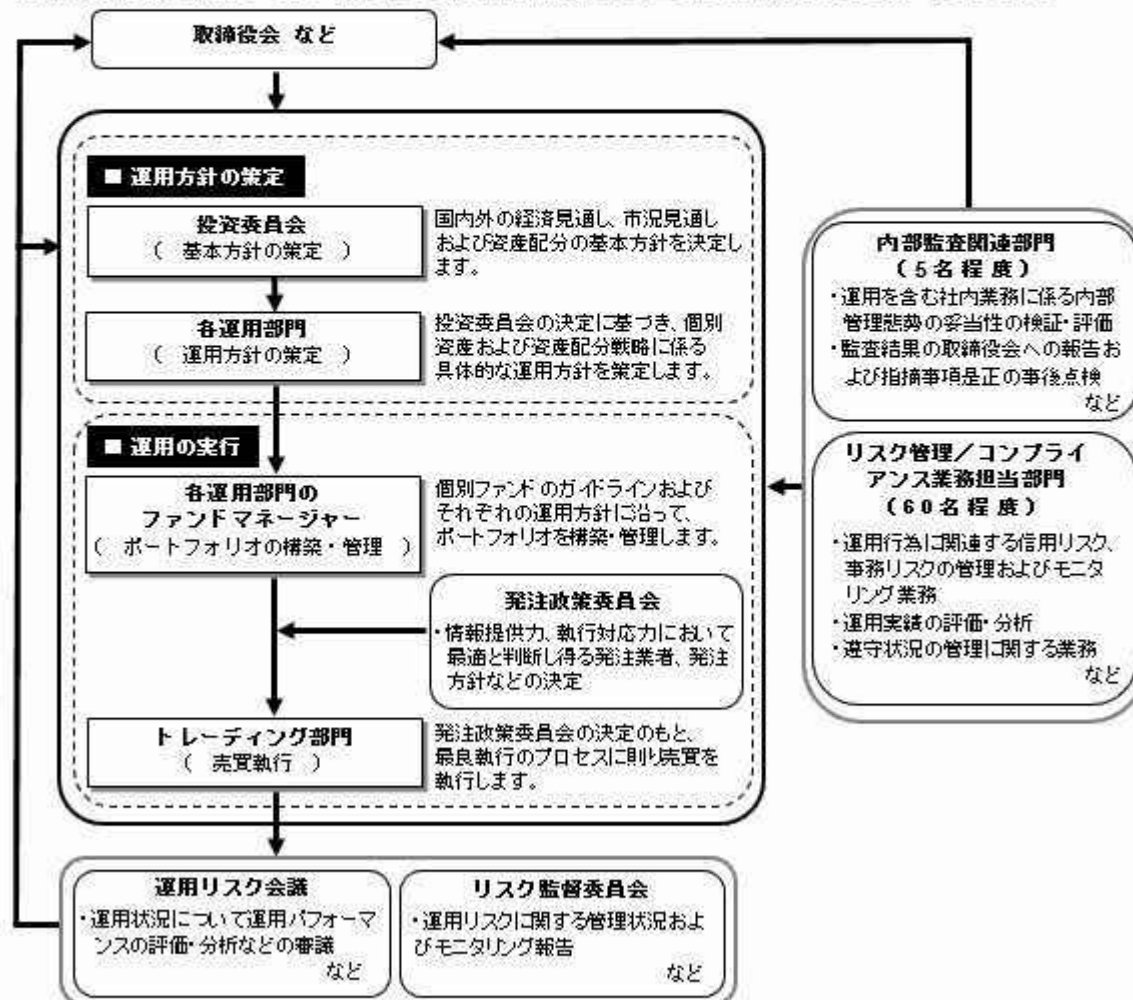 取締役会 など
■ 運用方針の策定
投資委員会
( 基本方針の策定 )
国内外の経済見通し、市況見通し
および資産配分の基本方針を決定し
ます。
各運用部門
( 運用方針の策定 )
投資委員会の決定に基づき、個別
資産および資産配分戦略に係る
具体的な運用方針を策定します。
■ 運用の実行
各運用部門の
ファンドマネージャー
( ポートフォリオの構築・管理 )
個別ファンドのガイドラインおよび
それぞれの運用方針に沿って、
ポートフォリオを構築・管理します。
発注政策委員会
・情報提供力、執行対応力において
最適と判断し得る発注業者、発注
方針などの決定
トレーディング部門
( 売買執行 )
発注政策委員会の決定のもと、
最良執行のプロセスに則り売買を
執行します。
内部監査関連部門
(5名程度)
・運用を含む社内業務に係る内部
管理態勢の妥当性の検証・評価
・監査結果の取締役会への報告お
よび指摘事項是正の事後点検
など
リスク管理/コンプライ
アンス業務担当部門
(60名程度)
・運用行為に関連する信用リスク、
事務リスクの管理およびモニタ
リング業務
・運用実績の評価・分析
・遵守状況の管理に関する業務
など
運用リスク会議
・運用状況について運用パフォーマ
ンスの評価・分析などの審議
など
リスク監督委員会
・運用リスクに関する管理状況およ
びモニタリング報告
など